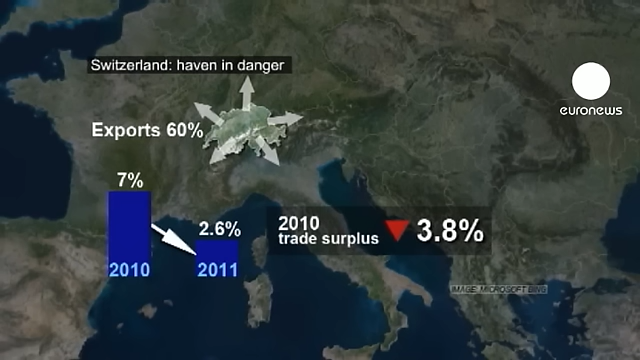 Switzerland: haven in danger
euronews
Exports 60%
7%
2.6%
2010
2011
2010
trade surplus
3.8%
IMAGE: MICROSOFT BING